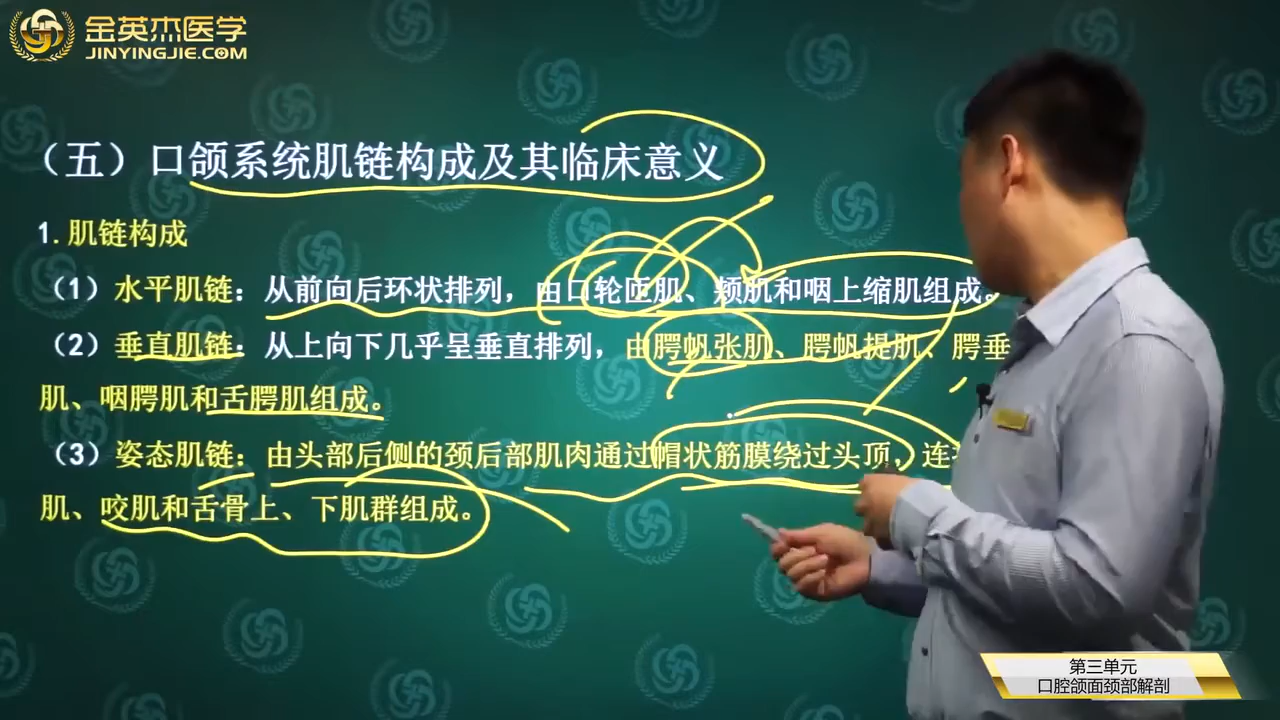 金英杰医学
JINYINGJIE.COM
（五）口颌系统肌链构成及其临床意义
1.肌链构成
（1）水平肌链：从前向后环状排列，由口轮匝肌、颊肌和咽上缩肌组成。
（2）垂直肌链：从上向下几乎呈垂直排列，由腭帆张肌、腭帆提肌、腭垂
肌、咽腭肌和舌腭肌组成。
（3）姿态肌链：由头部后侧的颈后部肌肉通过帽状筋膜绕过头顶，连
肌、咬肌和舌骨上、下肌群组成。
第三单元
口腔颌面颈部解剖